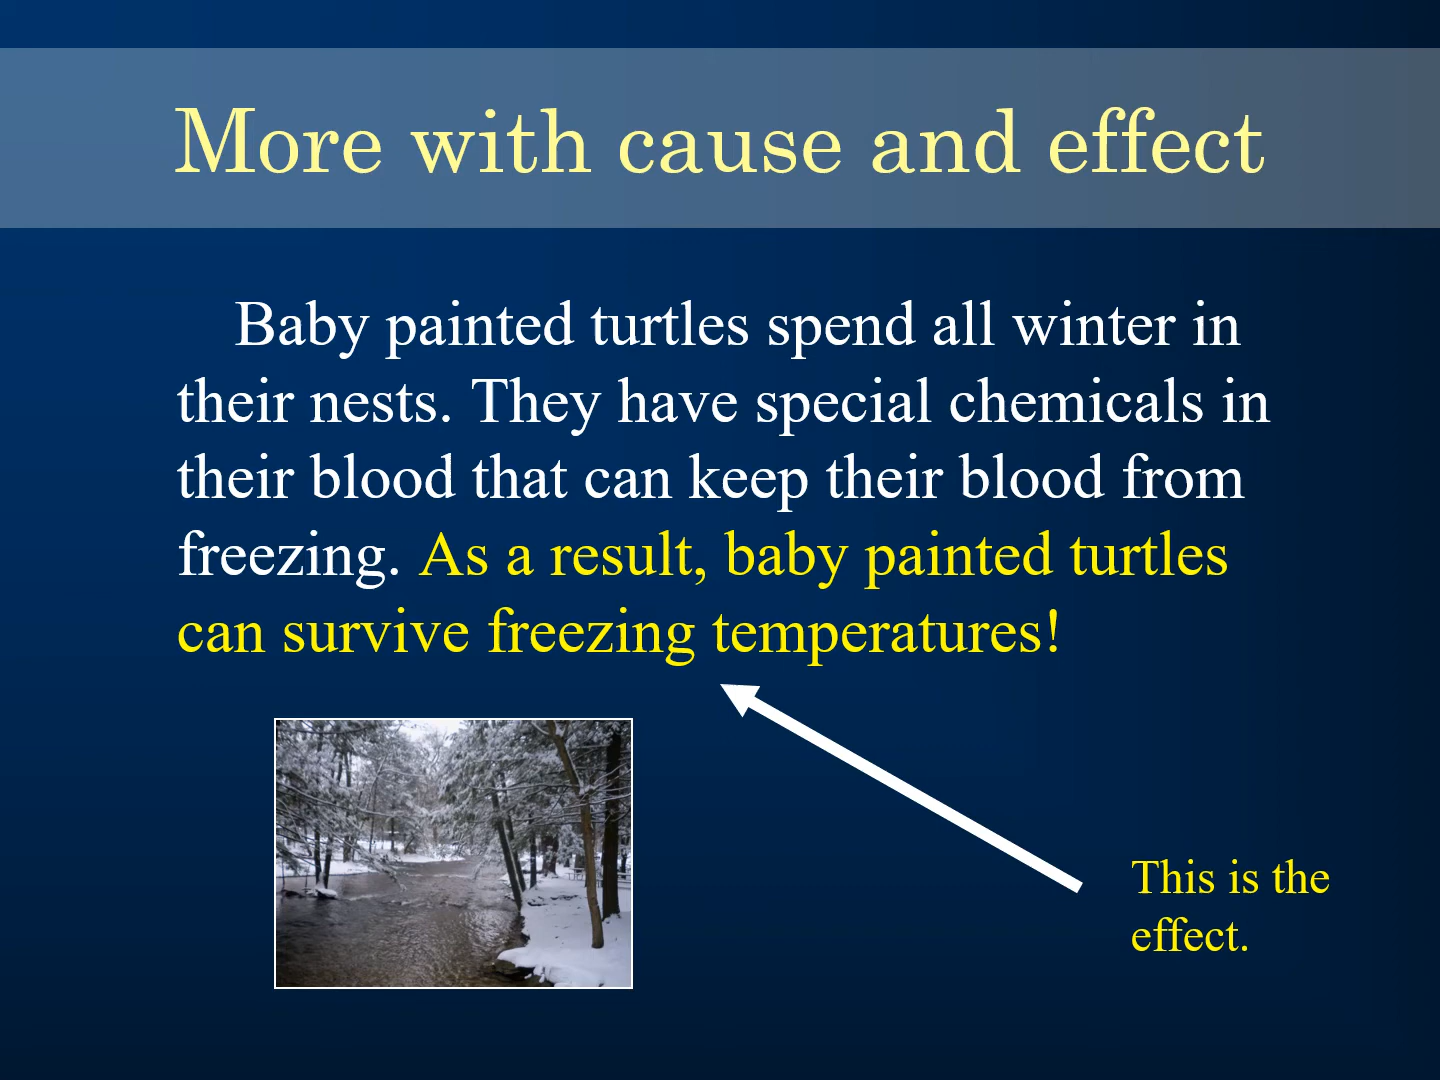 More with cause and effect
Baby painted turtles spend all winter in
their nests. They have special chemicals in
their blood that can keep their blood from
freezing. As a result, baby painted turtles
can survive freezing temperatures!
This is the
effect.